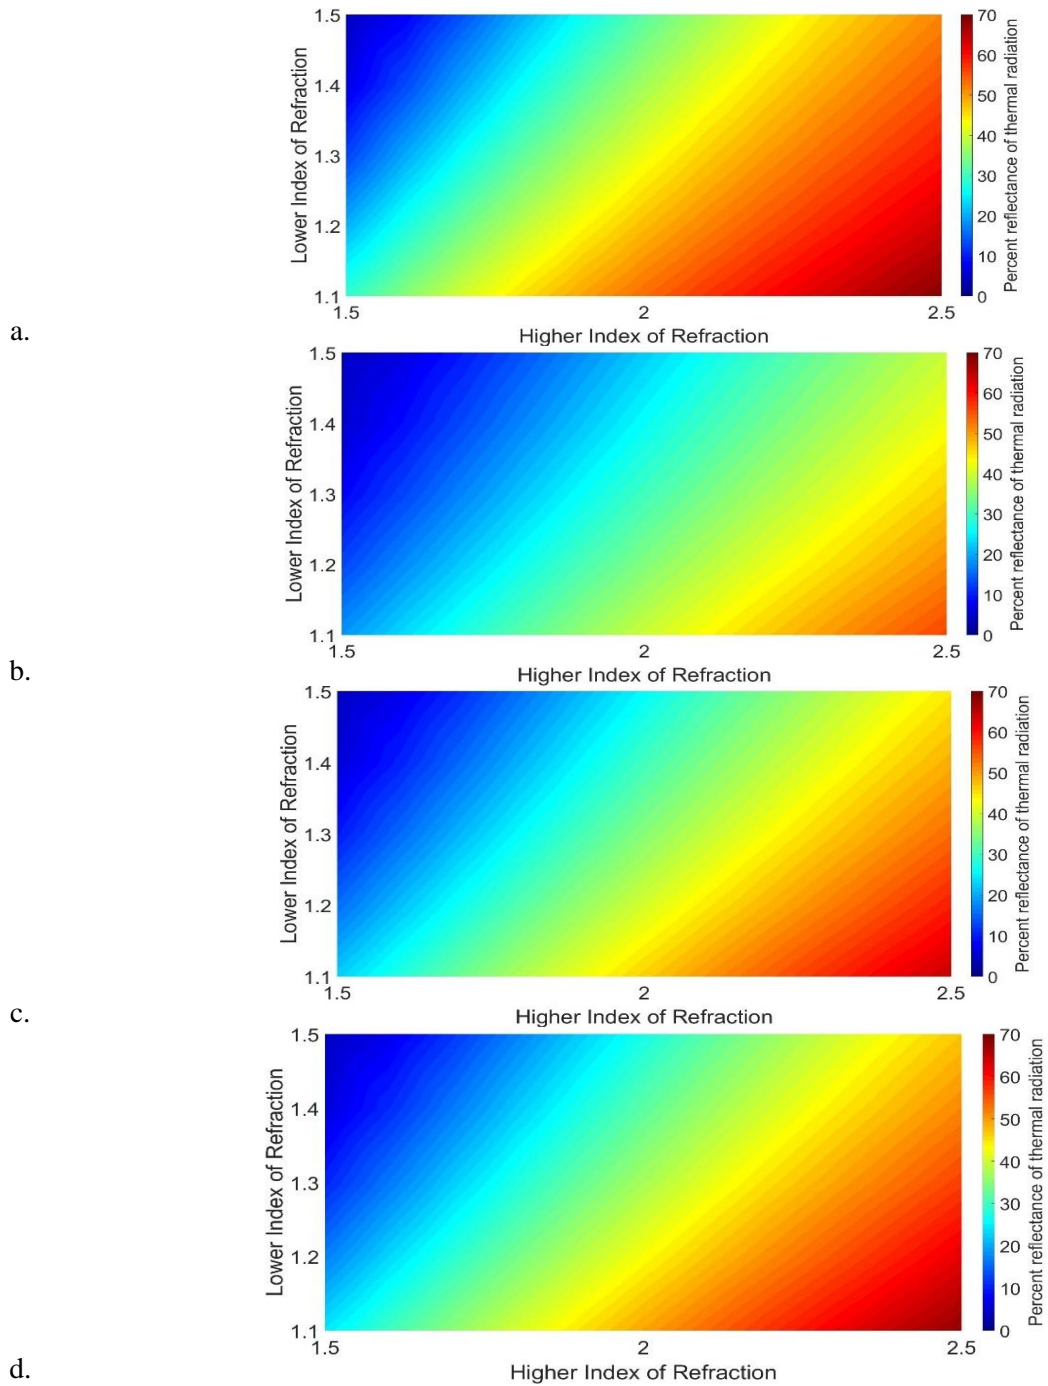 1.5
1.4
1.3
1.2
1.1
Lower Index of Refraction
1.5 2 2.5
Higher Index of Refraction
70
60
50
40
30
20
10
0
Percent reflectance of thermal radiation
a.
1.5
1.4
1.3
1.2
1.1
Lower Index of Refraction
1.5 2 2.5
Higher Index of Refraction
70
60
50
40
30
20
10
0
Percent reflectance of thermal radiation
b.
1.5
1.4
1.3
1.2
1.1
Lower Index of Refraction
1.5 2 2.5
Higher Index of Refraction
70
60
50
40
30
20
10
0
Percent reflectance of thermal radiation
c.
1.5
1.4
1.3
1.2
1.1
Lower Index of Refraction
1.5 2 2.5
Higher Index of Refraction
70
60
50
40
30
20
10
0
Percent reflectance of thermal radiation
d.